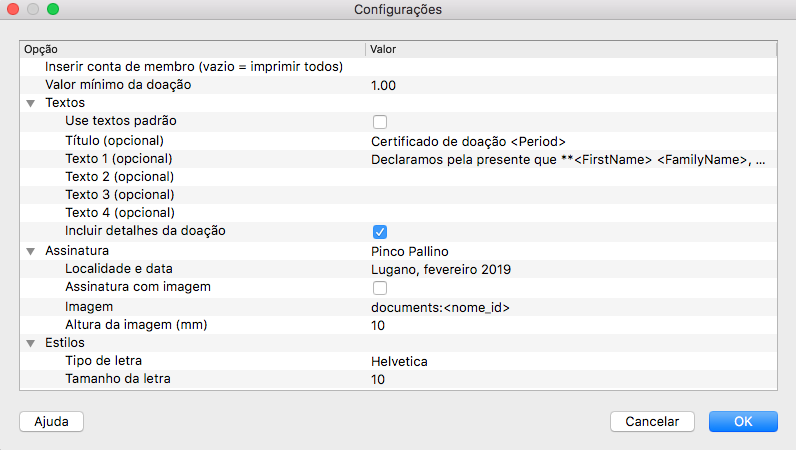 Configurações
Opção Valor
Inserir conta de membro (vazio = imprimir todos)
Valor mínimo da doação 1.00
Textos
Use textos padrão
Título (opcional) Certificado de doação <Period>
Texto 1 (opcional) Declaramos pela presente que **<FirstName> <FamilyName>, ...
Texto 2 (opcional)
Texto 3 (opcional)
Texto 4 (opcional)
Incluir detalhes da doação
Assinatura Pinco Pallino
Localidade e data Lugano, fevereiro 2019
Assinatura com imagem
Imagem documents:<nome_id>
Altura da imagem (mm) 10
Estilos
Tipo de letra Helvetica
Tamanho da letra 10
Ajuda Cancelar OK